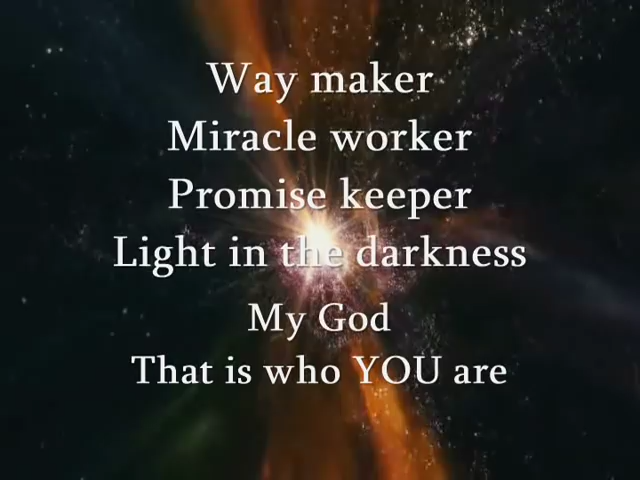 Way maker
Miracle worker
Promise keeper
Light in the darkness
My God
That is who YOU are